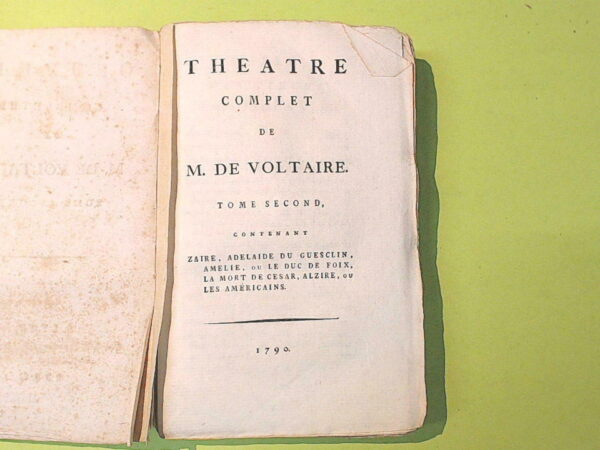 THEATRE
COMPLET
DE
M. DE VOLTAIRE.
TOME SECOND,
CONTENANT
ZAIRE, ADELAIDE DU GUESCLIN,
AMELIE, OU LE DUC DE FOIX,
LA MORT DE CESAR, ALZIRE, OU
LES AMÉRICAINS.
1790.